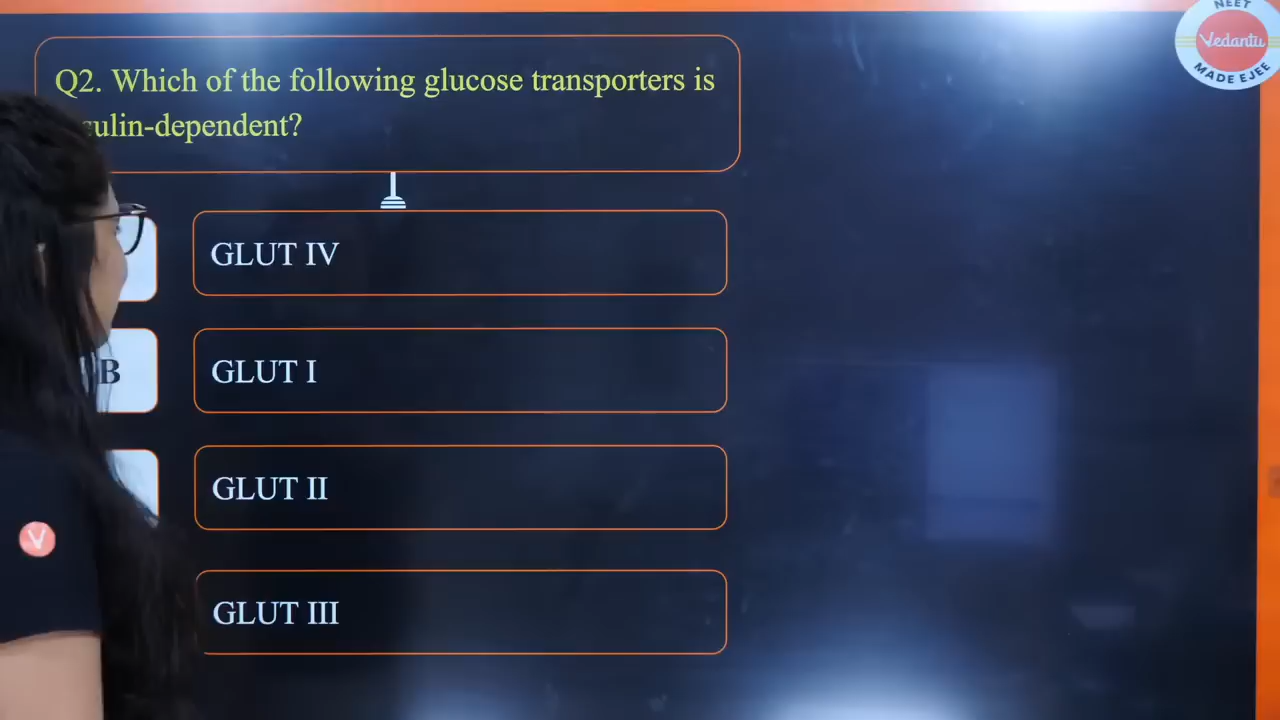 NEET
Vedantu
MADE EJEE
Q2. Which of the following glucose transporters is
sulin-dependent?
GLUT IV
B
GLUT I
GLUT II
V
GLUT III